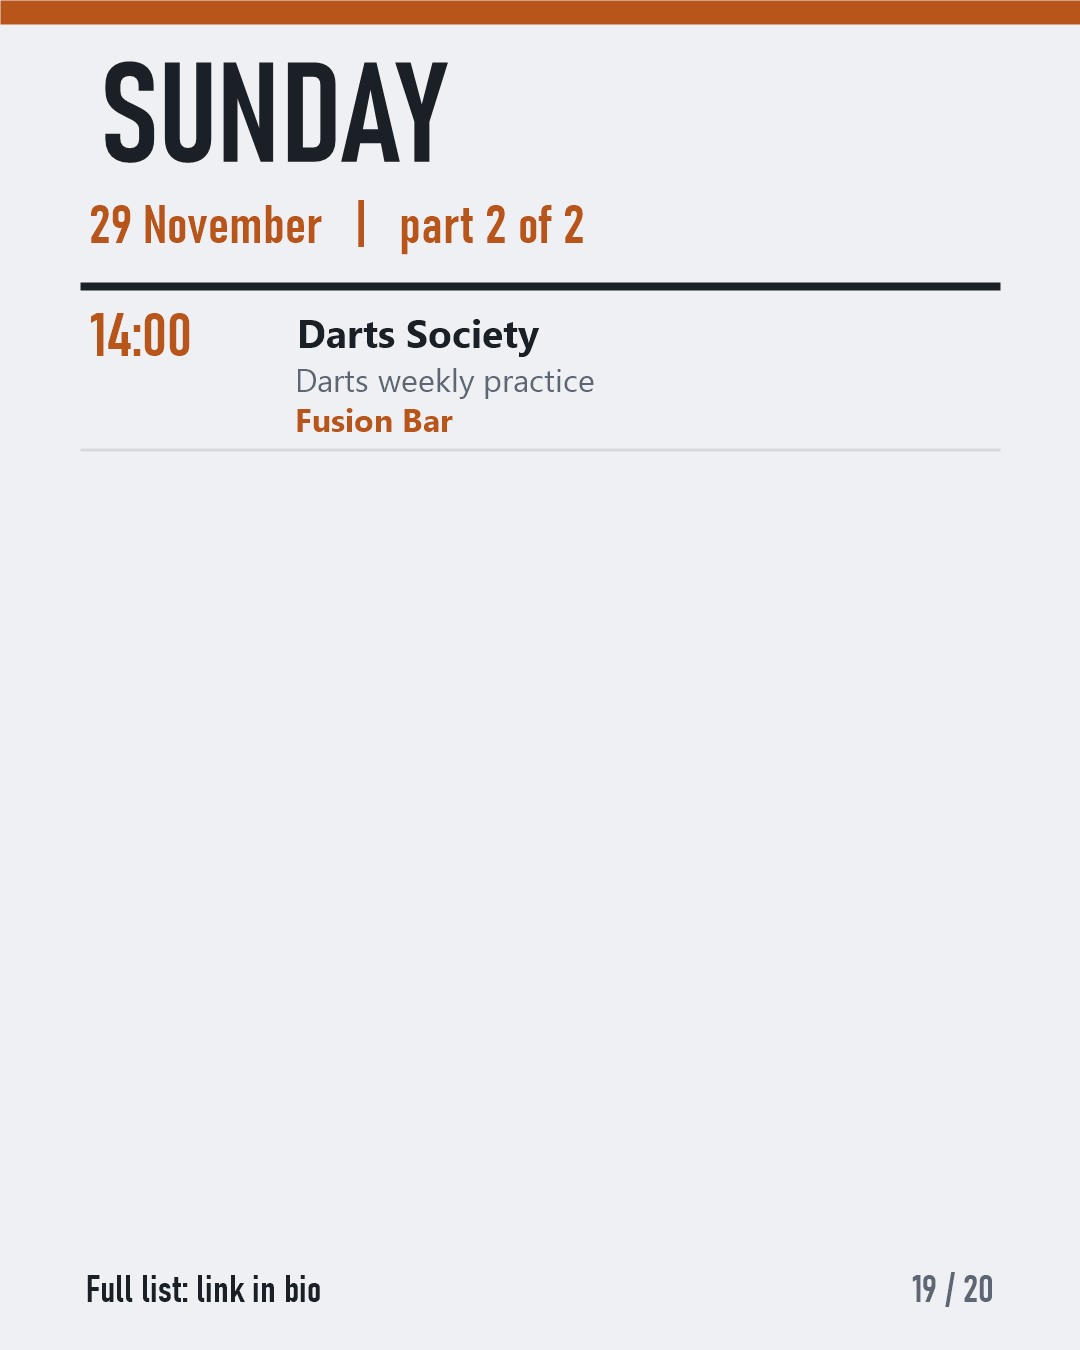 SUNDAY
29 November | part 2 of 2
14:00
Darts Society
Darts weekly practice
Fusion Bar
Full list: link in bio
19 / 20